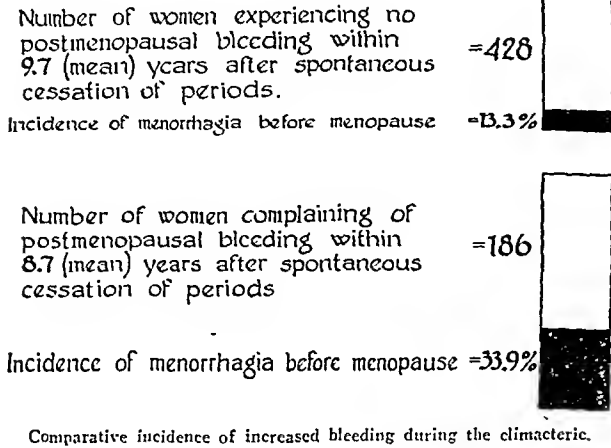 Number of women experiencing no
postmenopausal bleeding within
9.7 (mean) years after spontaneous
cessation of periods.
=428
Incidence of menorrhagia before menopause =13.3%
Number of women complaining of
postmenopausal bleeding within
8.7 (mean) years after spontaneous
cessation of periods
=186
Incidence of menorrhagia before menopause =33.9%
Comparative incidence of increased bleeding during the climacteric.